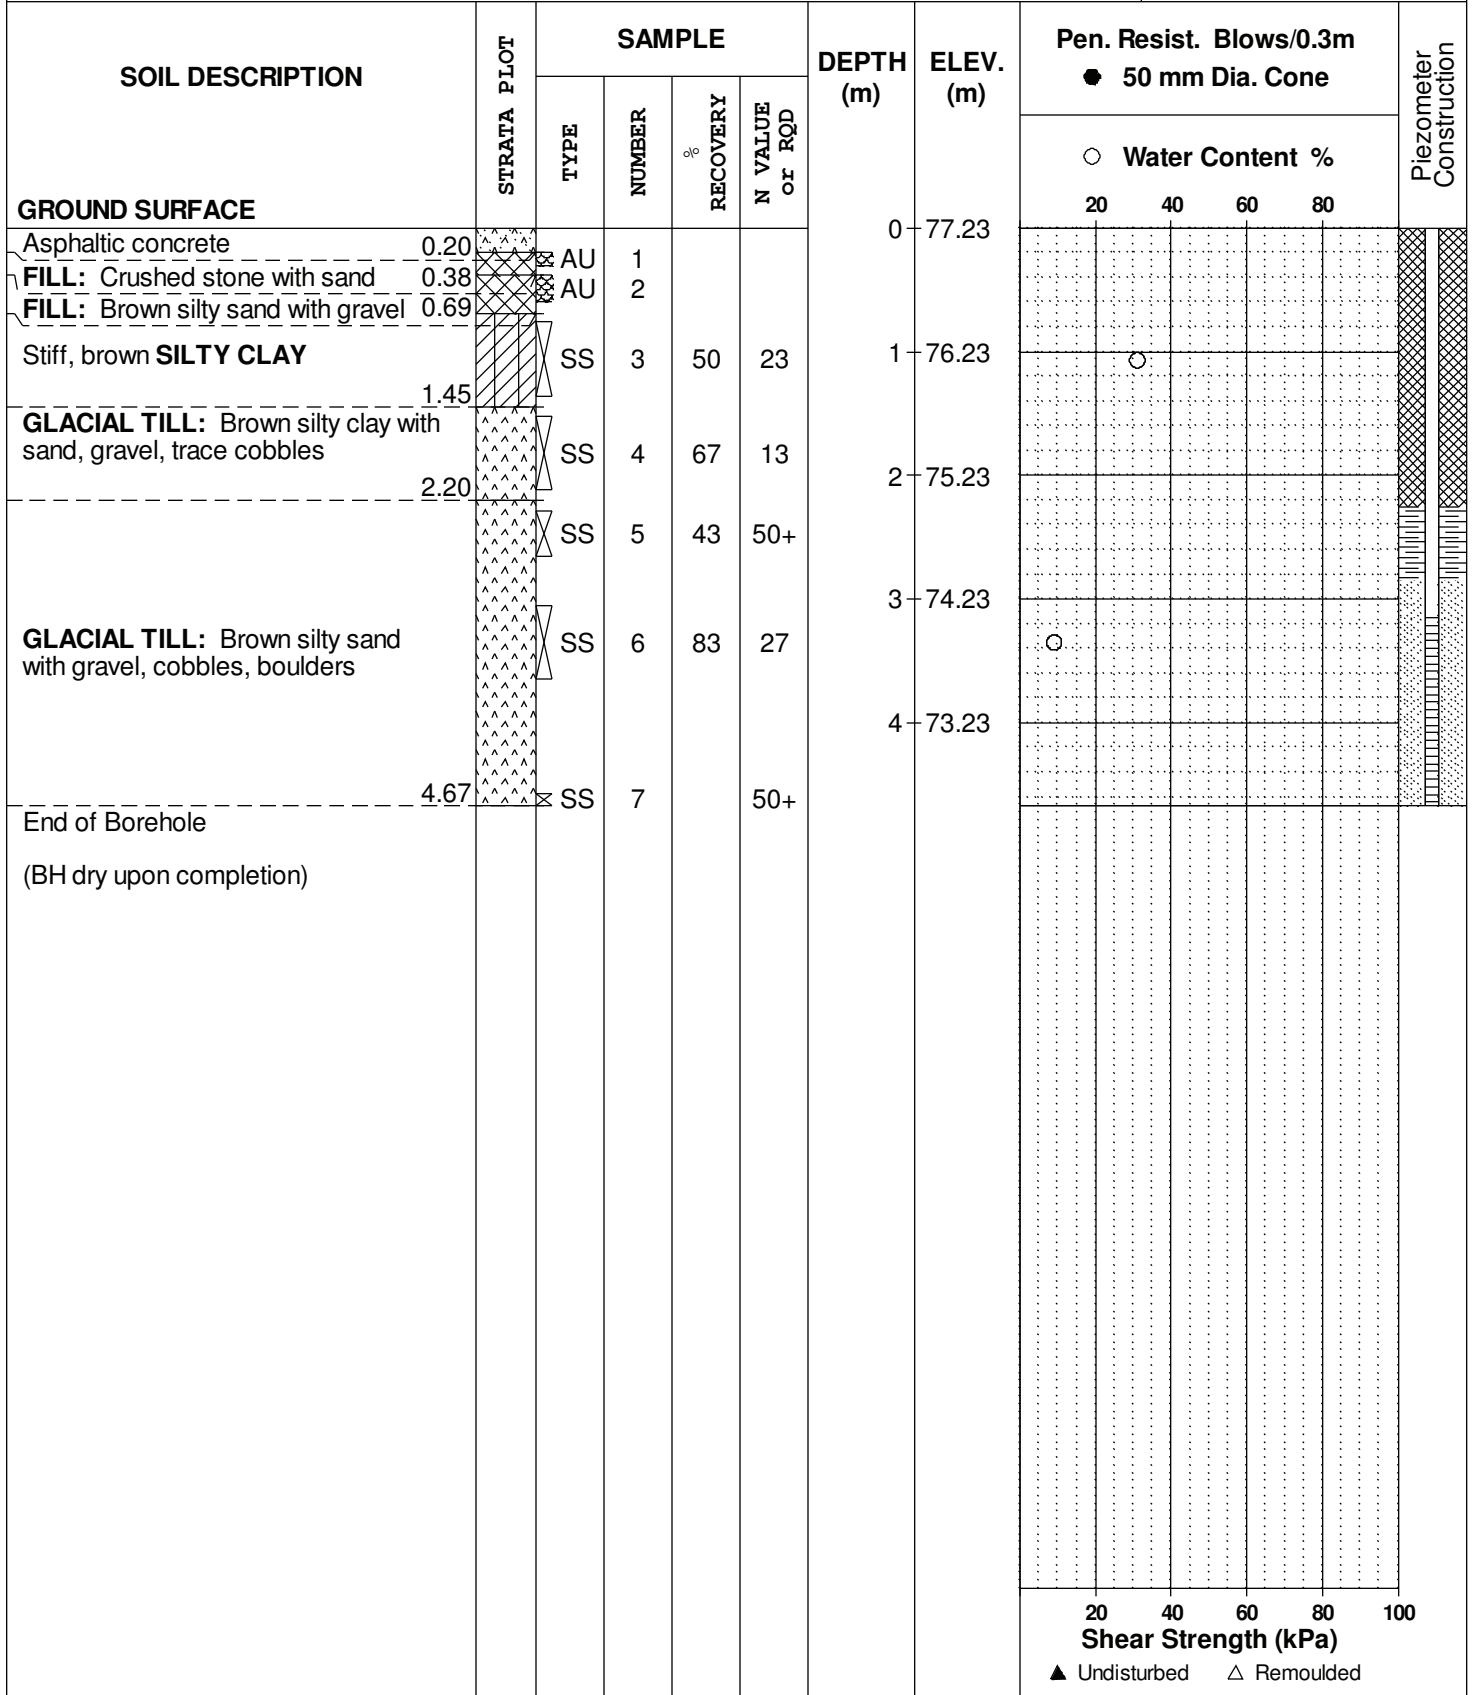 SOIL DESCRIPTION
STRATA PLOT
SAMPLE
TYPE
NUMBER
% RECOVERY
N VALUE or RQD
DEPTH (m)
ELEV. (m)
Pen. Resist. Blows/0.3m
● 50 mm Dia. Cone
○ Water Content %
20 40 60 80
Piezometer Construction
GROUND SURFACE
0 77.23
Asphaltic concrete 0.20
AU 1
FILL: Crushed stone with sand 0.38
AU 2
FILL: Brown silty sand with gravel 0.69
Stiff, brown SILTY CLAY
SS 3 50 23
1 76.23
1.45
GLACIAL TILL: Brown silty clay with
sand, gravel, trace cobbles
SS 4 67 13
2 75.23
2.20
SS 5 43 50+
3 74.23
GLACIAL TILL: Brown silty sand
with gravel, cobbles, boulders
SS 6 83 27
4 73.23
4.67
SS 7 50+
End of Borehole
(BH dry upon completion)
20 40 60 80 100
Shear Strength (kPa)
▲ Undisturbed △ Remoulded